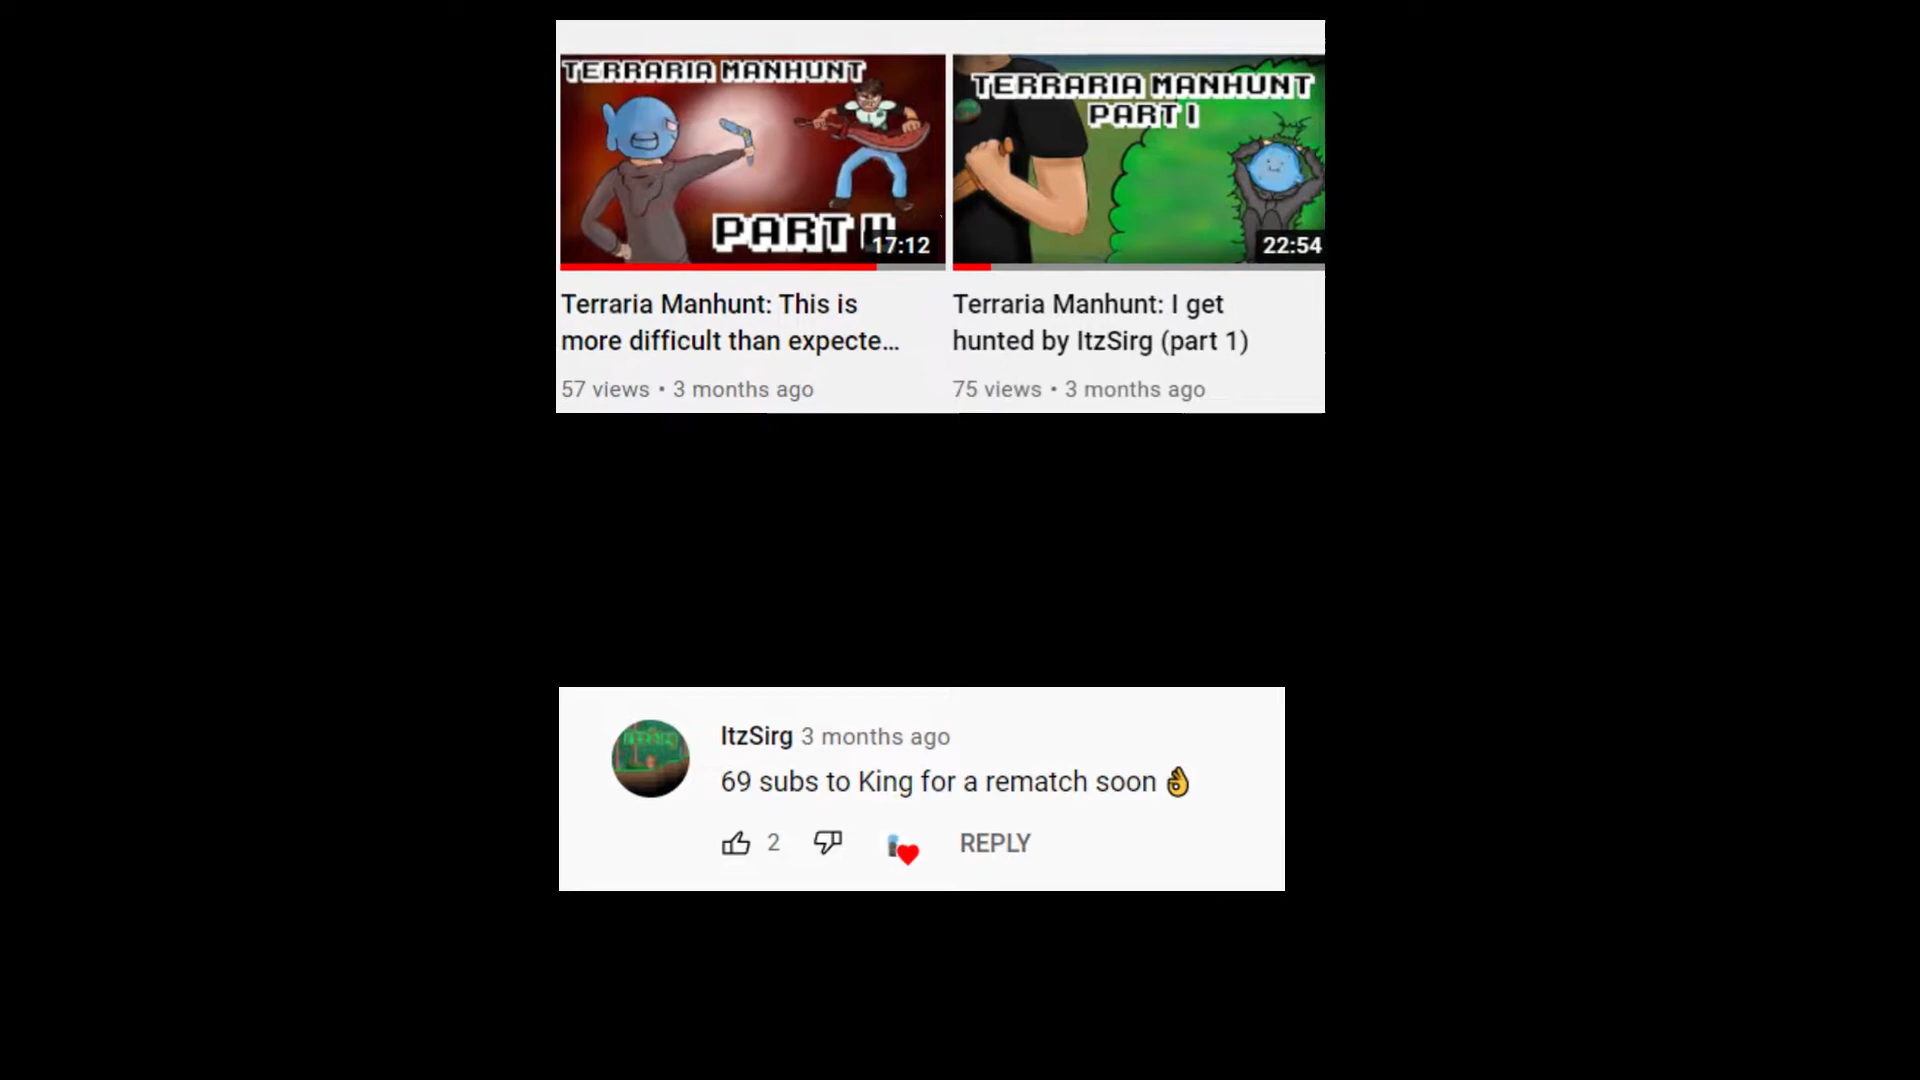 TERRARIA MANHUNT
PART II
17:12
TERRARIA MANHUNT
PART I
22:54
Terraria Manhunt: This is
more difficult than expecte...
57 views • 3 months ago
Terraria Manhunt: I get
hunted by ItzSirg (part 1)
75 views • 3 months ago
ItzSirg 3 months ago
69 subs to King for a rematch soon 👌
2
REPLY